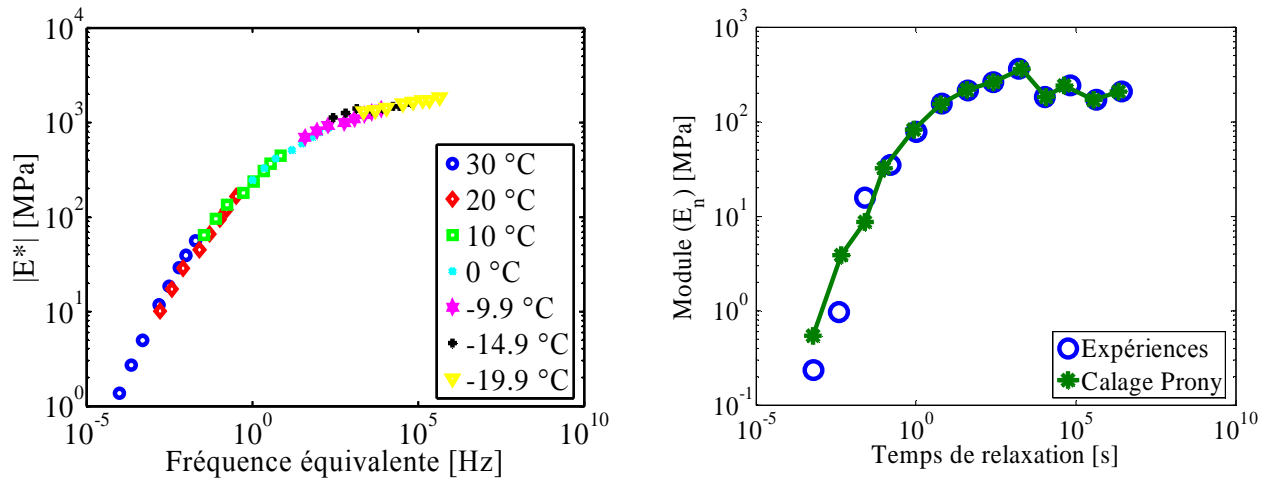 10^4
10^3
10^2
10^1
10^0
|E*| [MPa]
10^-5
10^0
10^5
10^10
Fréquence équivalente [Hz]
30 °C
20 °C
10 °C
0 °C
-9.9 °C
-14.9 °C
-19.9 °C
10^3
10^2
10^1
10^0
10^-1
Module (E_n) [MPa]
10^-5
10^0
10^5
10^10
Temps de relaxation [s]
Expériences
Calage Prony